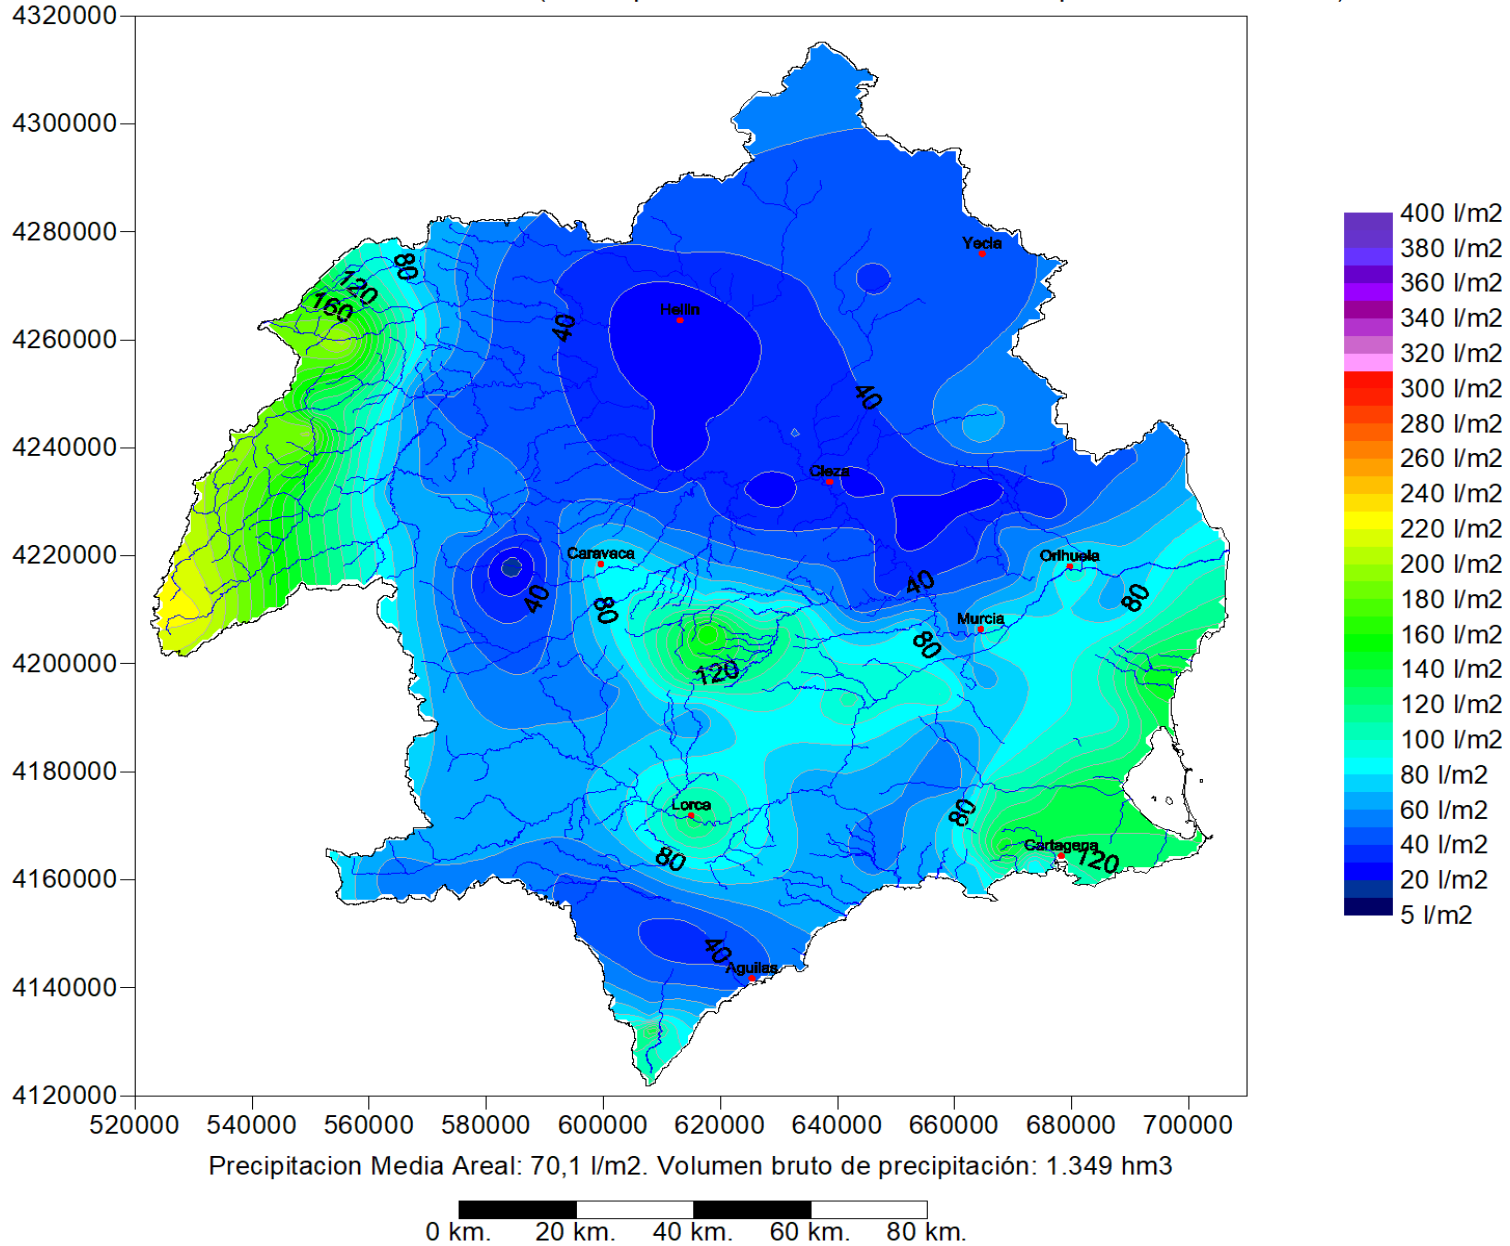 4320000
4300000
4280000
4260000
4240000
4220000
4200000
4180000
4160000
4140000
4120000
520000 540000 560000 580000 600000 620000 640000 660000 680000 700000
Yecla
80
120
160
Hellin
40
40
Cieza
Caravaca
Orihuela
40
40
80
80
Murcia
80
120
Lorca
80
80
Cartagena
120
40
Aguilas
400 l/m2
380 l/m2
360 l/m2
340 l/m2
320 l/m2
300 l/m2
280 l/m2
260 l/m2
240 l/m2
220 l/m2
200 l/m2
180 l/m2
160 l/m2
140 l/m2
120 l/m2
100 l/m2
80 l/m2
60 l/m2
40 l/m2
20 l/m2
5 l/m2
Precipitacion Media Areal: 70,1 l/m2. Volumen bruto de precipitación: 1.349 hm3
0 km. 20 km. 40 km. 60 km. 80 km.